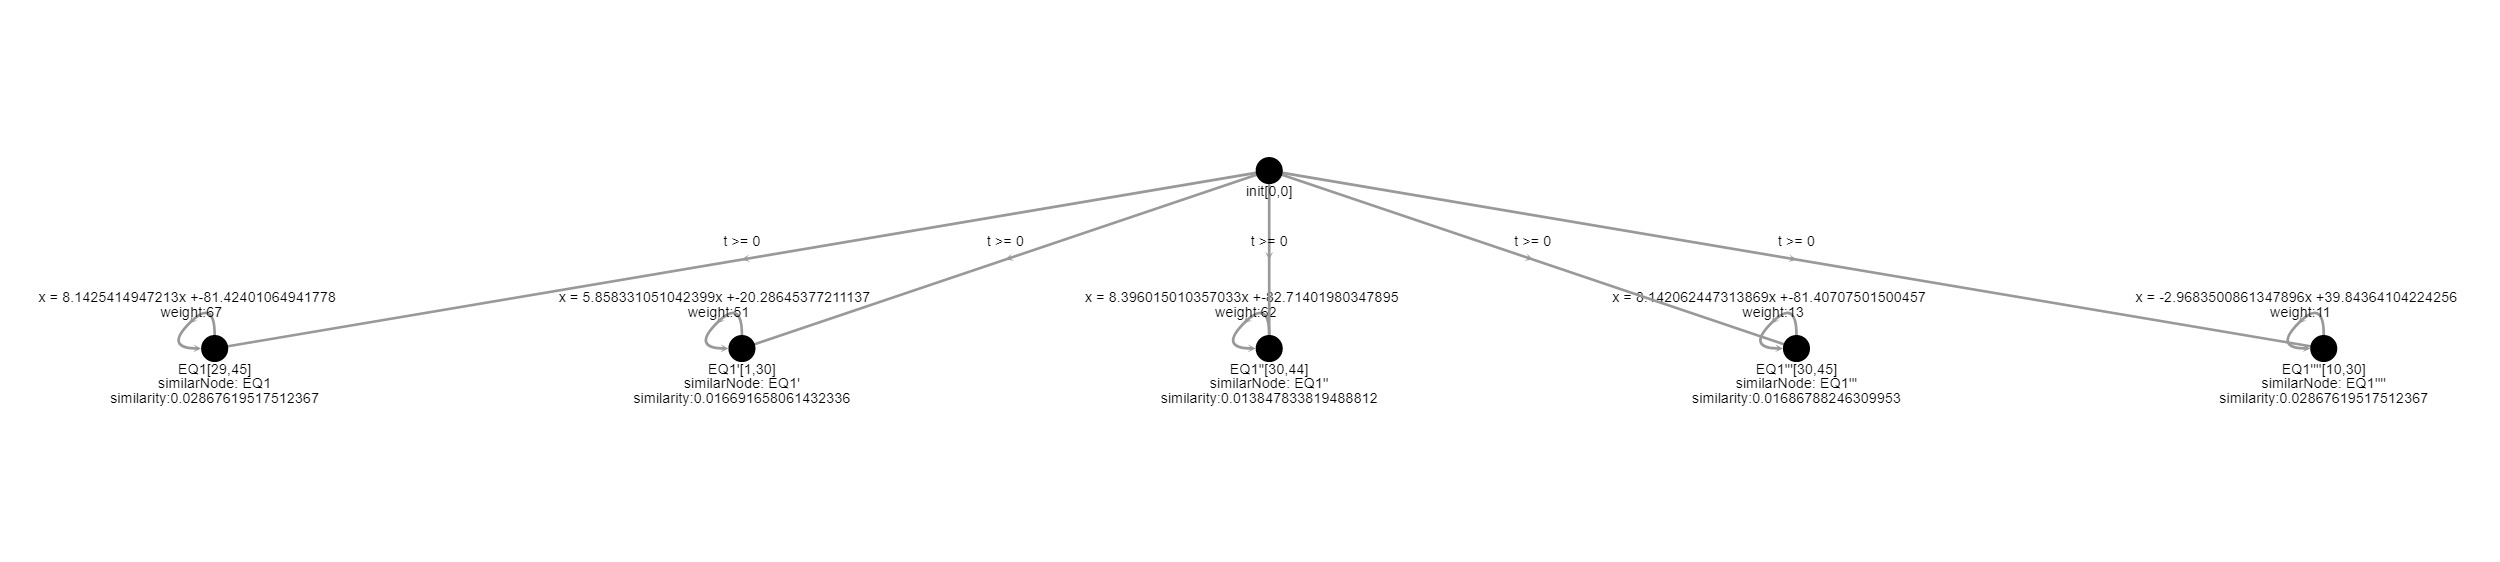 init[0,0]
t >= 0
t >= 0
t >= 0
t >= 0
t >= 0
x = 8.1425414947213x +-81.42401064941778
weight:67
x = 5.858331051042399x +-20.28645377211137
weight:51
x = 8.396015010357033x +-82.71401980347895
weight:62
x = 8.142062447313869x +-81.40707501500457
weight:13
x = -2.9683500861347896x +39.84364104224256
weight:11
EQ1[29,45]
similarNode: EQ1
similarity:0.02867619517512367
EQ1'[1,30]
similarNode: EQ1'
similarity:0.016691658061432336
EQ1''[30,44]
similarNode: EQ1''
similarity:0.013847833819488812
EQ1'''[30,45]
similarNode: EQ1'''
similarity:0.01686788246309953
EQ1''''[10,30]
similarNode: EQ1''''
similarity:0.02867619517512367